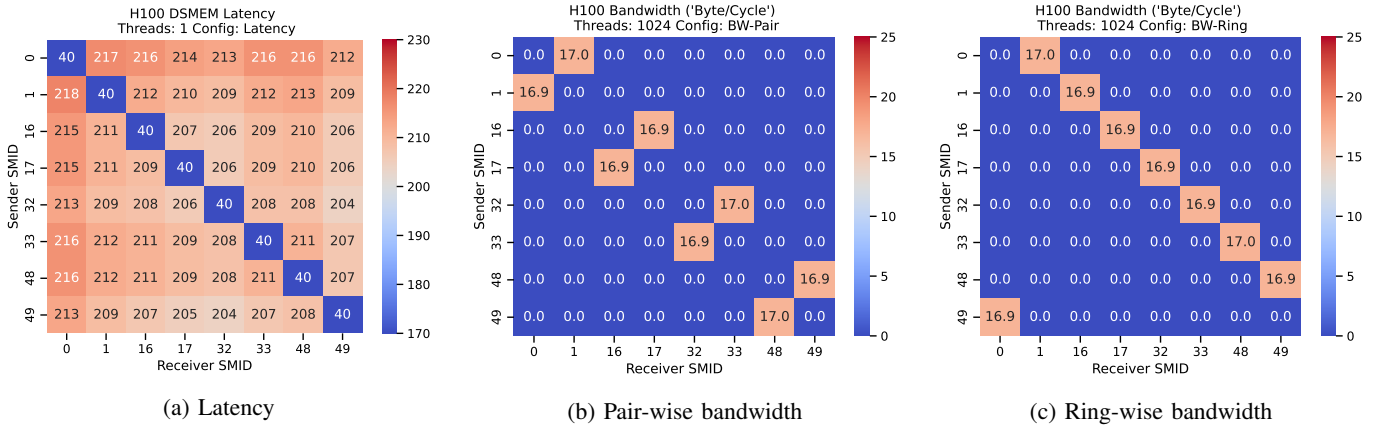 H100 DSMEM Latency
Threads: 1 Config: Latency
0 40 217 216 214 213 216 216 212
1 218 40 212 210 209 212 213 209
16 215 211 40 207 206 209 210 206
17 215 211 209 40 206 209 210 206
32 213 209 208 206 40 208 208 204
33 216 212 211 209 208 40 211 207
48 216 212 211 209 208 211 40 207
49 213 209 207 205 204 207 208 40
0 1 16 17 32 33 48 49
Sender SMID
Receiver SMID
230
220
210
200
190
180
170
(a) Latency
H100 Bandwidth ('Byte/Cycle')
Threads: 1024 Config: BW-Pair
0 0.0 17.0 0.0 0.0 0.0 0.0 0.0 0.0
1 16.9 0.0 0.0 0.0 0.0 0.0 0.0 0.0
16 0.0 0.0 0.0 16.9 0.0 0.0 0.0 0.0
17 0.0 0.0 16.9 0.0 0.0 0.0 0.0 0.0
32 0.0 0.0 0.0 0.0 0.0 17.0 0.0 0.0
33 0.0 0.0 0.0 0.0 16.9 0.0 0.0 0.0
48 0.0 0.0 0.0 0.0 0.0 0.0 0.0 16.9
49 0.0 0.0 0.0 0.0 0.0 0.0 17.0 0.0
0 1 16 17 32 33 48 49
Sender SMID
Receiver SMID
25
20
15
10
5
0
(b) Pair-wise bandwidth
H100 Bandwidth ('Byte/Cycle')
Threads: 1024 Config: BW-Ring
0 0.0 17.0 0.0 0.0 0.0 0.0 0.0 0.0
1 0.0 0.0 16.9 0.0 0.0 0.0 0.0 0.0
16 0.0 0.0 0.0 16.9 0.0 0.0 0.0 0.0
17 0.0 0.0 0.0 0.0 16.9 0.0 0.0 0.0
32 0.0 0.0 0.0 0.0 0.0 16.9 0.0 0.0
33 0.0 0.0 0.0 0.0 0.0 0.0 17.0 0.0
48 0.0 0.0 0.0 0.0 0.0 0.0 0.0 16.9
49 16.9 0.0 0.0 0.0 0.0 0.0 0.0 0.0
0 1 16 17 32 33 48 49
Sender SMID
Receiver SMID
25
20
15
10
5
0
(c) Ring-wise bandwidth